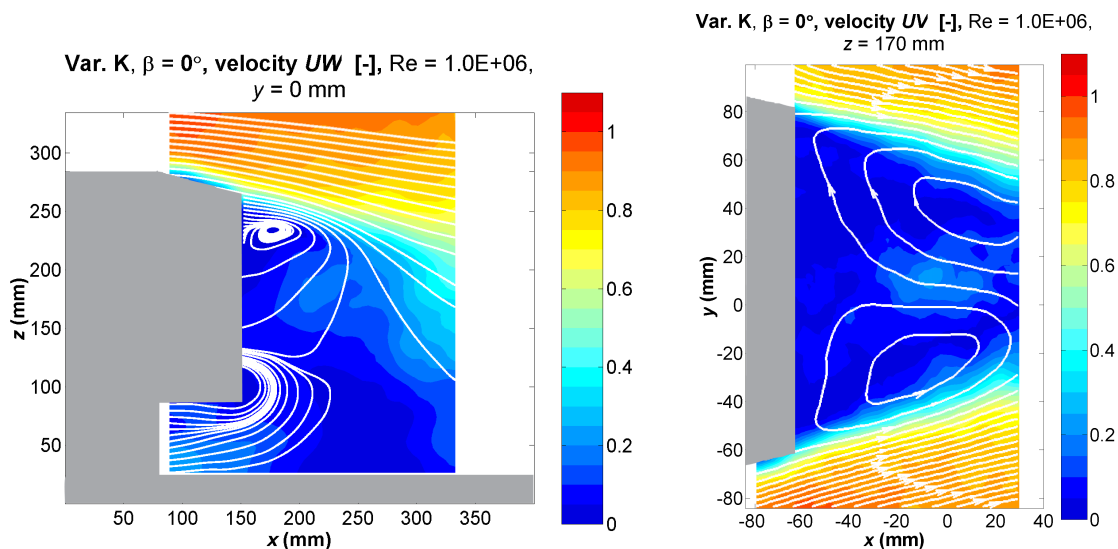 Var. K, β = 0°, velocity UW [-], Re = 1.0E+06,
y = 0 mm
300
250
200
150
100
50
z (mm)
50 100 150 200 250 300 350
x (mm)
1
0.8
0.6
0.4
0.2
0
Var. K, β = 0°, velocity UV [-], Re = 1.0E+06,
z = 170 mm
80
60
40
20
0
-20
-40
-60
-80
y (mm)
-80 -60 -40 -20 0 20 40
x (mm)
1
0.8
0.6
0.4
0.2
0